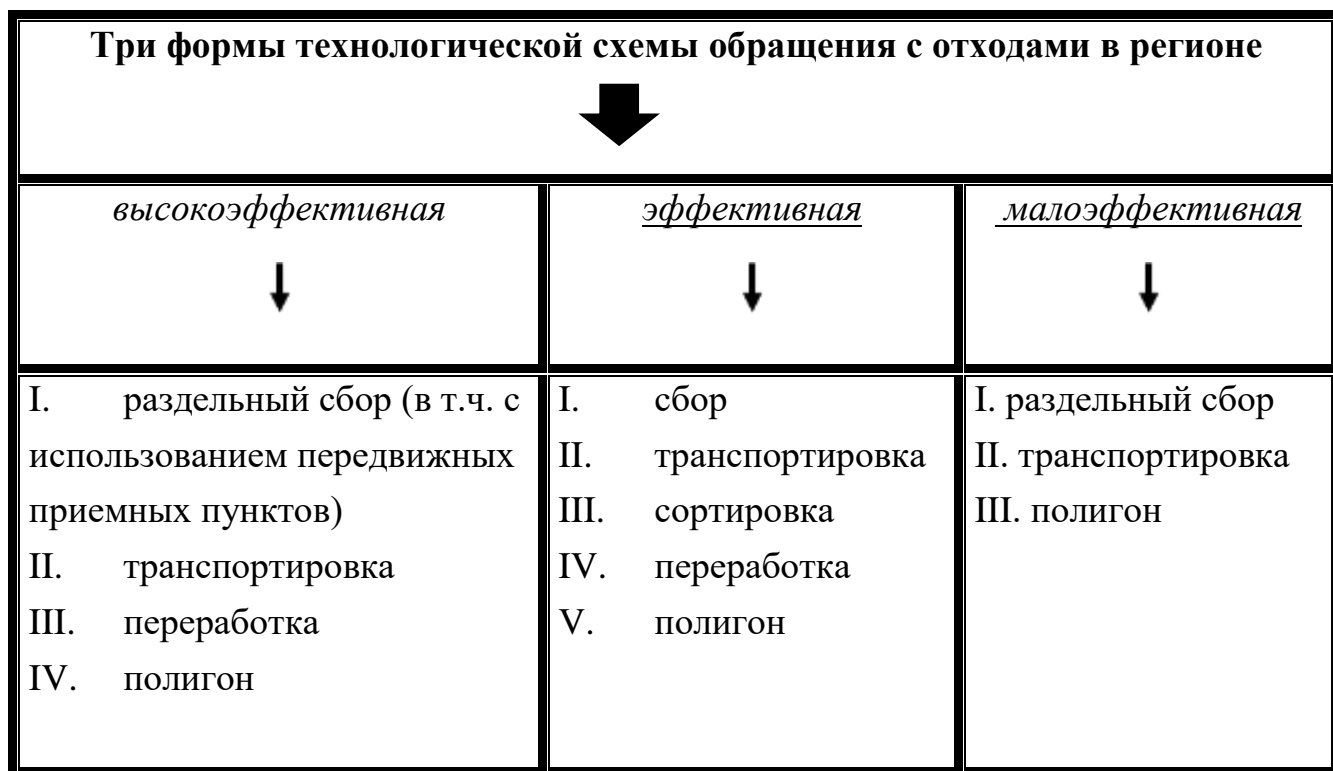 Три формы технологической схемы обращения с отходами в регионе
высокоэффективная
эффективная
малоэффективная
I. раздельный сбор (в т.ч. с
использованием передвижных
приемных пунктов)
II. транспортировка
III. переработка
IV. полигон
I. сбор
II. транспортировка
III. сортировка
IV. переработка
V. полигон
I. раздельный сбор
II. транспортировка
III. полигон